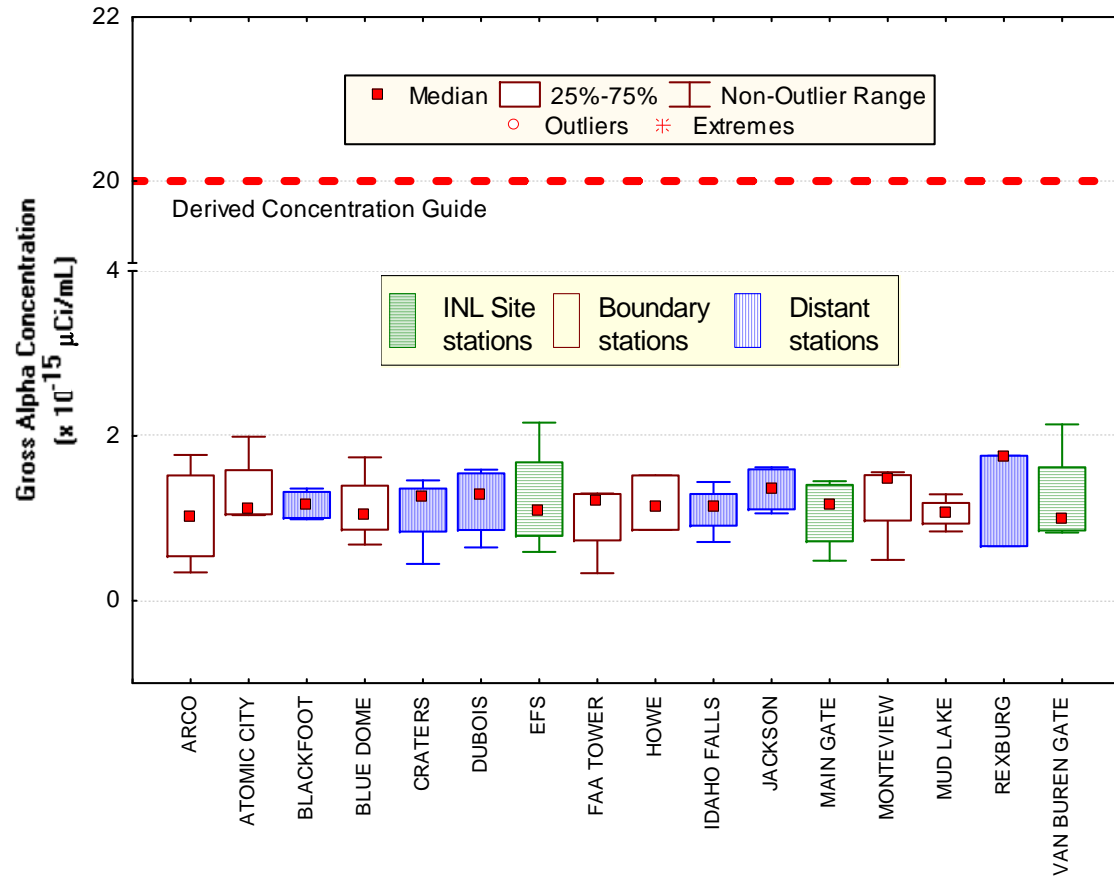 22
Median 25%-75% Non-Outlier Range
Outliers Extremes
20
Derived Concentration Guide
4
INL Site stations
Boundary stations
Distant stations
2
0
Gross Alpha Concentration
(x 10⁻¹⁵ µCi/mL)
ARCO
ATOMIC CITY
BLACKFOOT
BLUE DOME
CRATERS
DUBOIS
EFS
FAA TOWER
HOWE
IDAHO FALLS
JACKSON
MAIN GATE
MONTEVIEW
MUD LAKE
REXBURG
VAN BUREN GATE